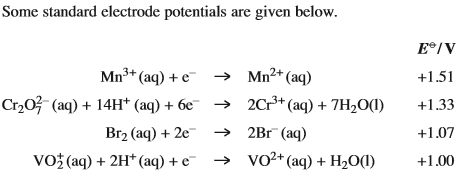 Some standard electrode potentials are given below.
E⦵/V
Mn³⁺(aq) + e⁻ → Mn²⁺(aq) +1.51
Cr₂O₇²⁻(aq) + 14H⁺(aq) + 6e⁻ → 2Cr³⁺(aq) + 7H₂O(l) +1.33
Br₂(aq) + 2e⁻ → 2Br⁻(aq) +1.07
VO₂⁺(aq) + 2H⁺(aq) + e⁻ → VO²⁺(aq) + H₂O(l) +1.00